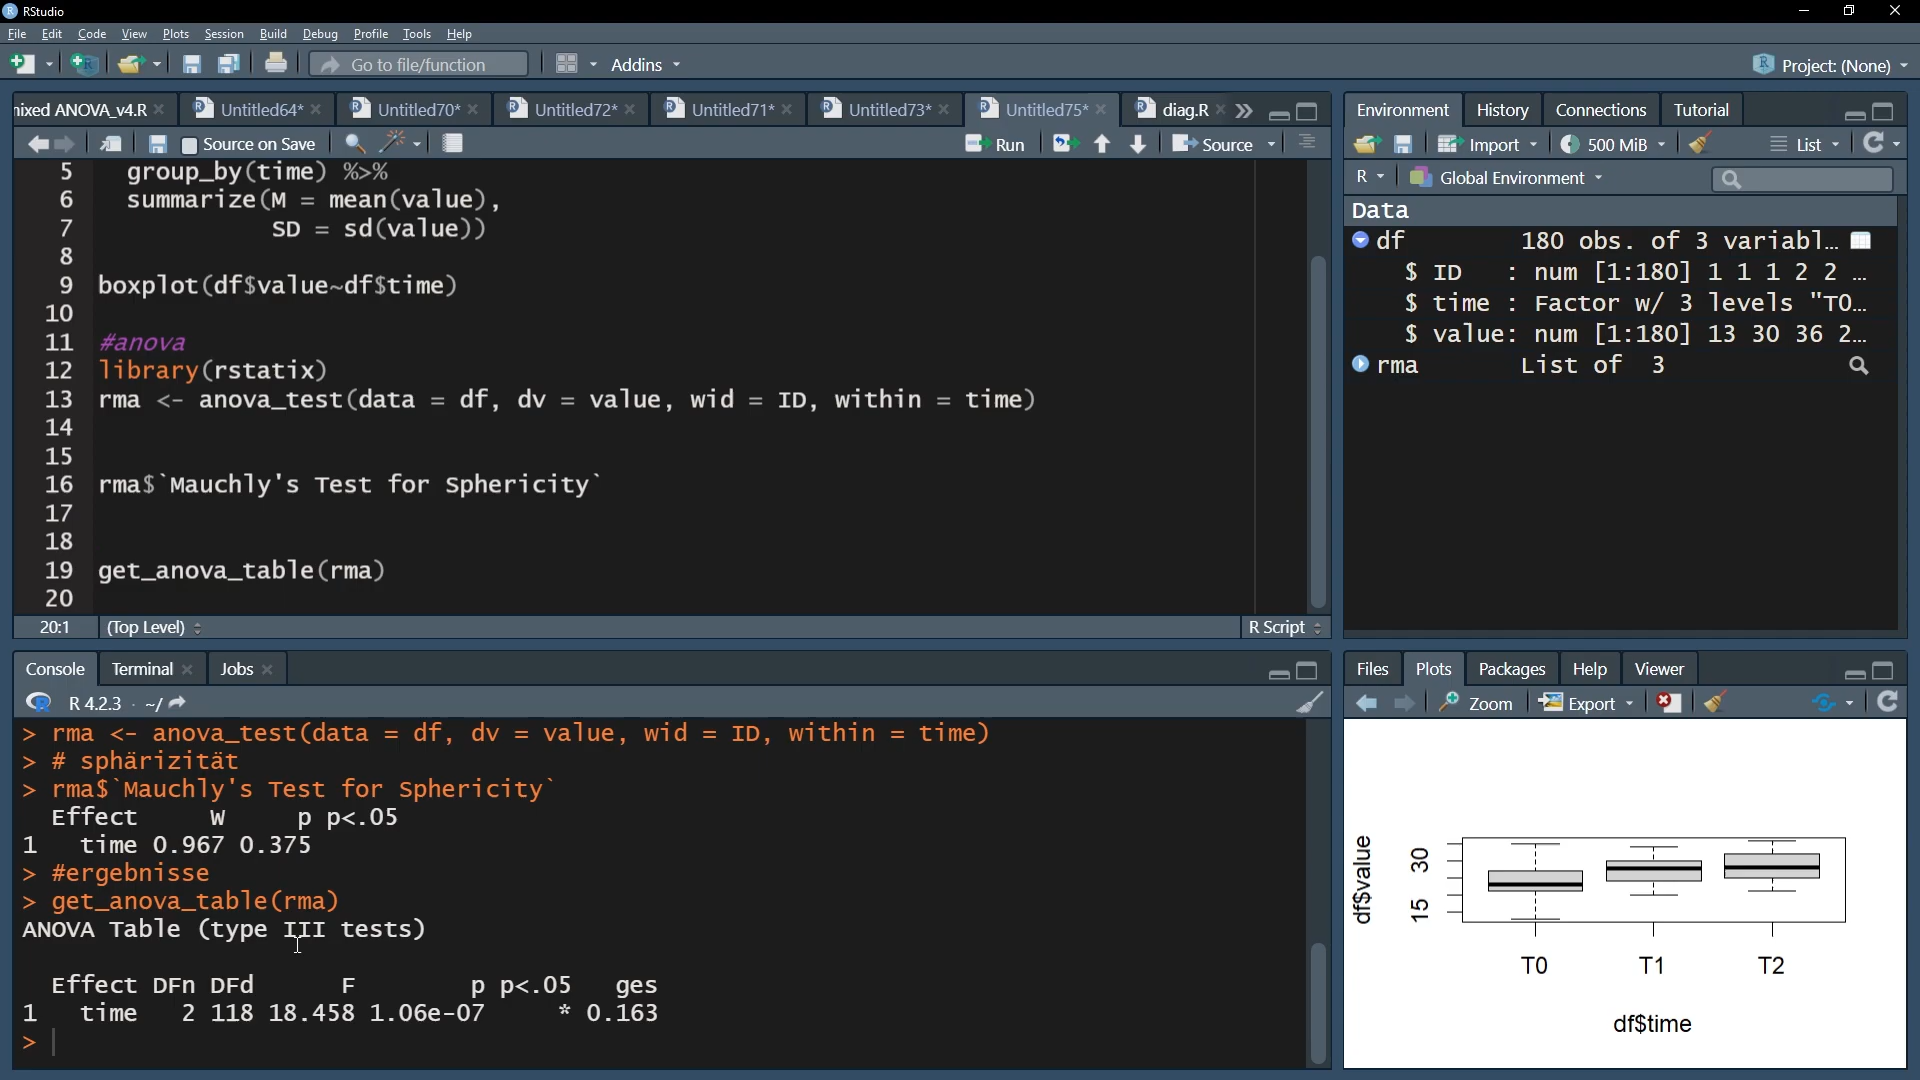 RStudio
File Edit Code View Plots Session Build Debug Profile Tools Help
Go to file/function Addins Project: (None)
nixed ANOVA_v4.R Untitled64* Untitled70* Untitled72* Untitled71* Untitled73* Untitled75* diag.R
Source on Save Run Source
5 group_by(time) %>%
6 summarize(M = mean(value),
7 SD = sd(value))
8
9 boxplot(df$value~df$time)
10
11 #anova
12 library(rstatix)
13 rma <- anova_test(data = df, dv = value, wid = ID, within = time)
14
15
16 rma$`Mauchly's Test for Sphericity`
17
18
19 get_anova_table(rma)
20
20:1 (Top Level) R Script
Console Terminal Jobs
R 4.2.3 · ~/
> rma <- anova_test(data = df, dv = value, wid = ID, within = time)
> # sphärizität
> rma$`Mauchly's Test for Sphericity`
Effect W p p<.05
1 time 0.967 0.375
> #ergebnisse
> get_anova_table(rma)
ANOVA Table (type III tests)
Effect DFn DFd F p p<.05 ges
1 time 2 118 18.458 1.06e-07 * 0.163
>
Environment History Connections Tutorial
Import 500 MiB List
R Global Environment
Data
df 180 obs. of 3 variabl...
$ ID : num [1:180] 1 1 1 2 2 ...
$ time : Factor w/ 3 levels "T0...
$ value: num [1:180] 13 30 36 2...
rma List of 3
Files Plots Packages Help Viewer
Zoom Export
df$value
30
15
T0 T1 T2
df$time